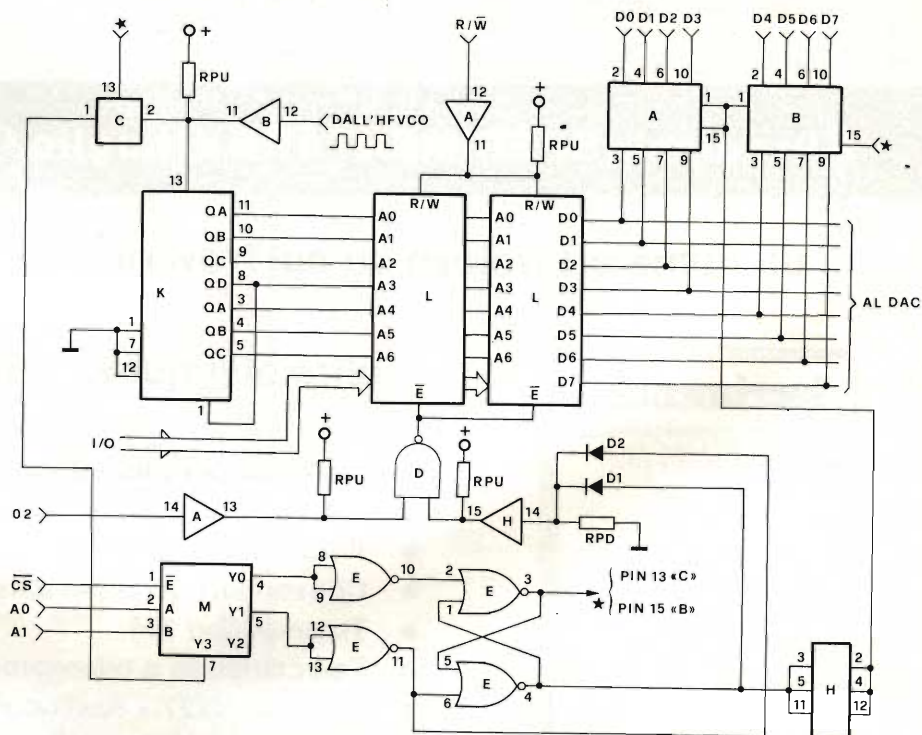 ★ + R/W̅ D0 D1 D2 D3 D4 D5 D6 D7
13 RPU 12 + 2 4 6 10 2 4 6 10
1 C 2 11 B 12 DALL'HFVCO A 11 RPU A 1 15 1 B 15 ★
3 5 7 9 3 5 7 9
13 R/W R/W
QA 11 A0 A0 D0
QB 10 A1 A1 D1
QC 9 A2 A2 D2
K QD 8 A3 L A3 L D3 AL DAC
QA 3 A4 A4 D4
1 QB 4 A5 A5 D5
7 QC 5 A6 A6 D6
12 D7
1 E̅ E̅
I/O + + D2
RPU D RPU D1
02 14 A 13 15 H 14 RPD
C̅S̅ 1 E̅ Y0 4 8 9 E 10 2 1 E 3 PIN 13 «C»
A0 2 A M Y1 5 ★ PIN 15 «B»
A1 3 B Y2 12 13 E 11 5 6 E 4 3 2
Y3 7 5 H 4
11 12